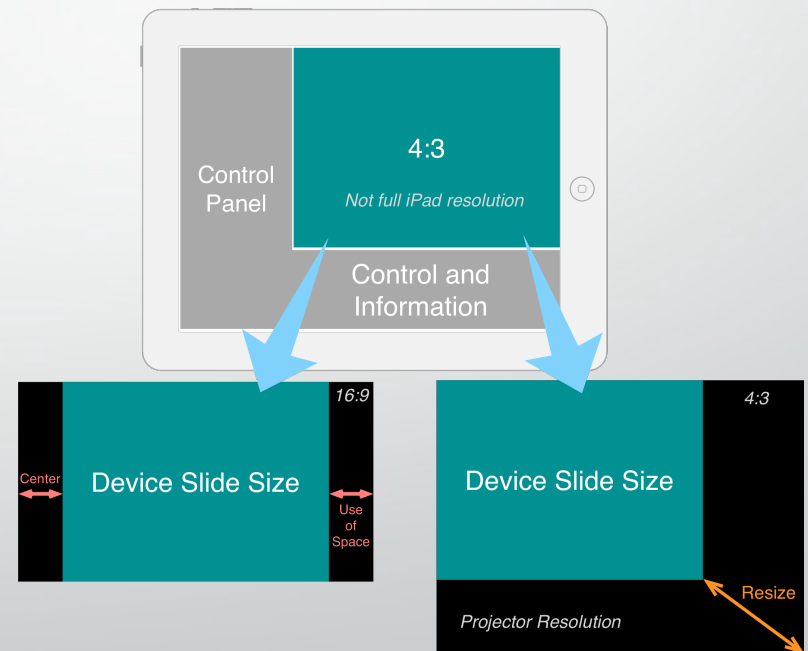 4:3
Control
Panel
Not full iPad resolution
Control and
Information
16:9
Center
Device Slide Size
Use
of
Space
4:3
Device Slide Size
Resize
Projector Resolution